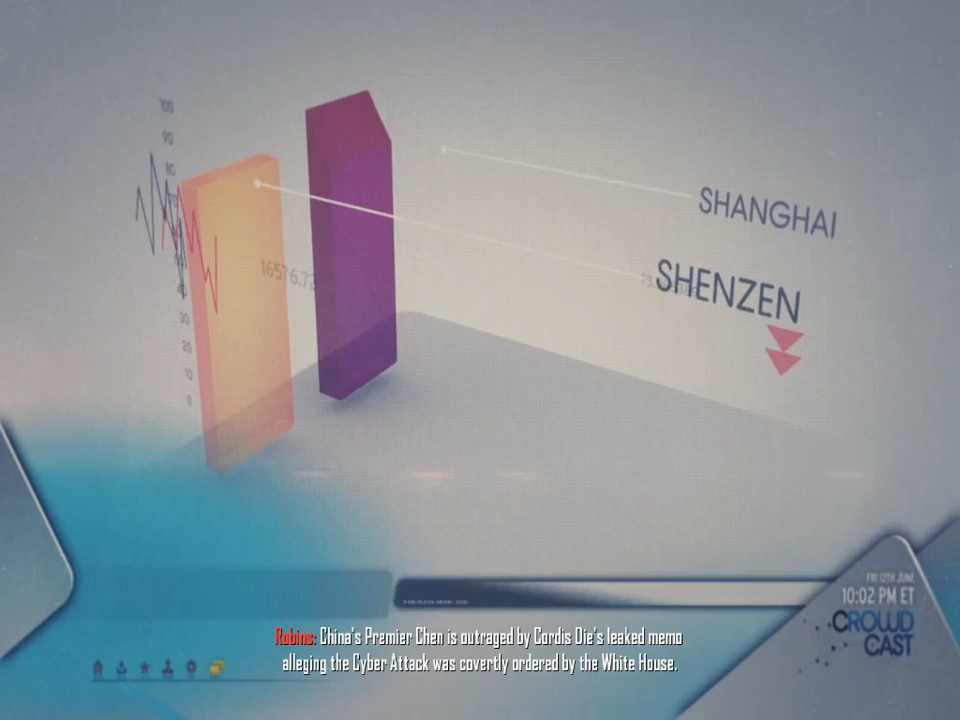 100
90
80
SHANGHAI
SHENZEN
30
20
10
0
FRI 12TH JUNE
10:02 PM ET
CROWD
CAST
Robins: China's Premier Chen is outraged by Cordis Die's leaked memo
alleging the Cyber Attack was covertly ordered by the White House.